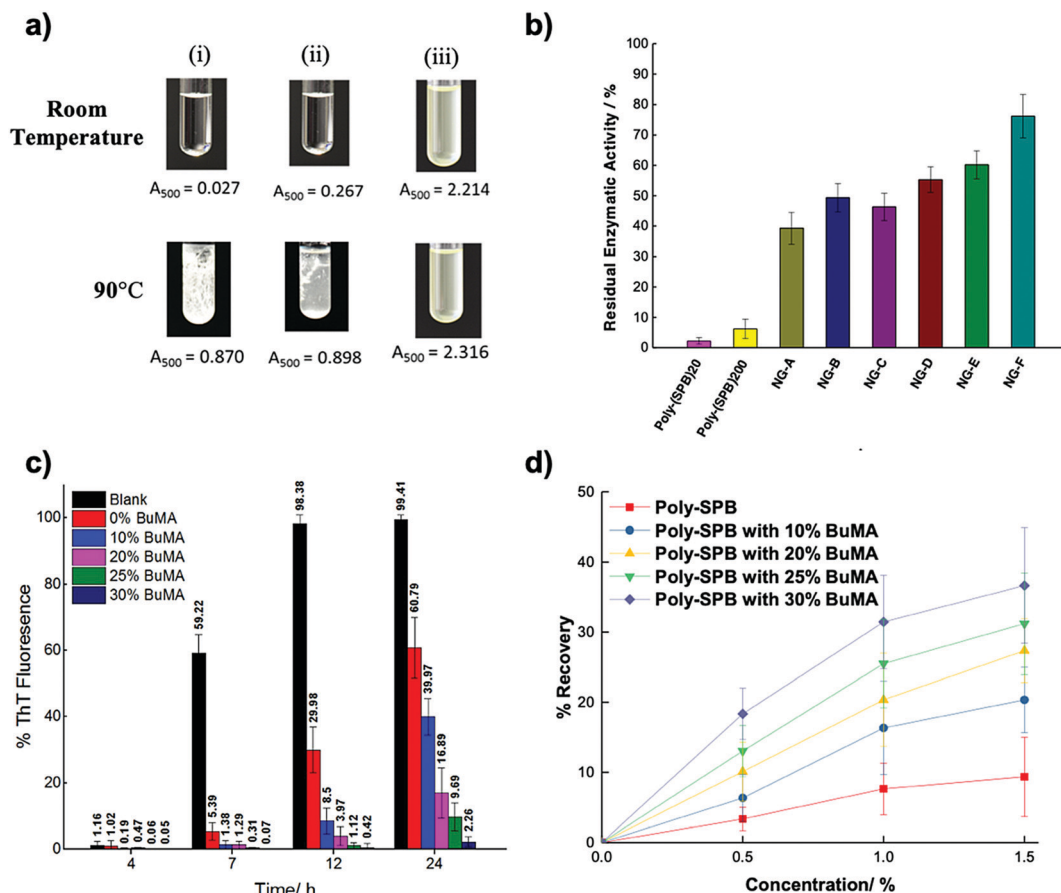 a)
(i) (ii) (iii)
Room
Temperature
A500 = 0.027 A500 = 0.267 A500 = 2.214
90°C
A500 = 0.870 A500 = 0.898 A500 = 2.316
b)
Residual Enzymatic Activity / %
100
90
80
70
60
50
40
30
20
10
0
Poly-(SPB)20 Poly-(SPB)200 NG-A NG-B NG-C NG-D NG-E NG-F
c)
% ThT Fluoresence
100
80
60
40
20
0
Blank
0% BuMA
10% BuMA
20% BuMA
25% BuMA
30% BuMA
1.16 1.02 0.19 0.47 0.06 0.05
59.22 5.39 1.38 1.29 0.31 0.07
98.38 29.98 8.5 3.97 1.12 0.42
99.41 60.79 39.97 16.89 9.69 2.26
4 7 12 24
Time/ h
d)
% Recovery
50
40
30
20
10
0
Poly-SPB
Poly-SPB with 10% BuMA
Poly-SPB with 20% BuMA
Poly-SPB with 25% BuMA
Poly-SPB with 30% BuMA
0.0 0.5 1.0 1.5
Concentration/ %